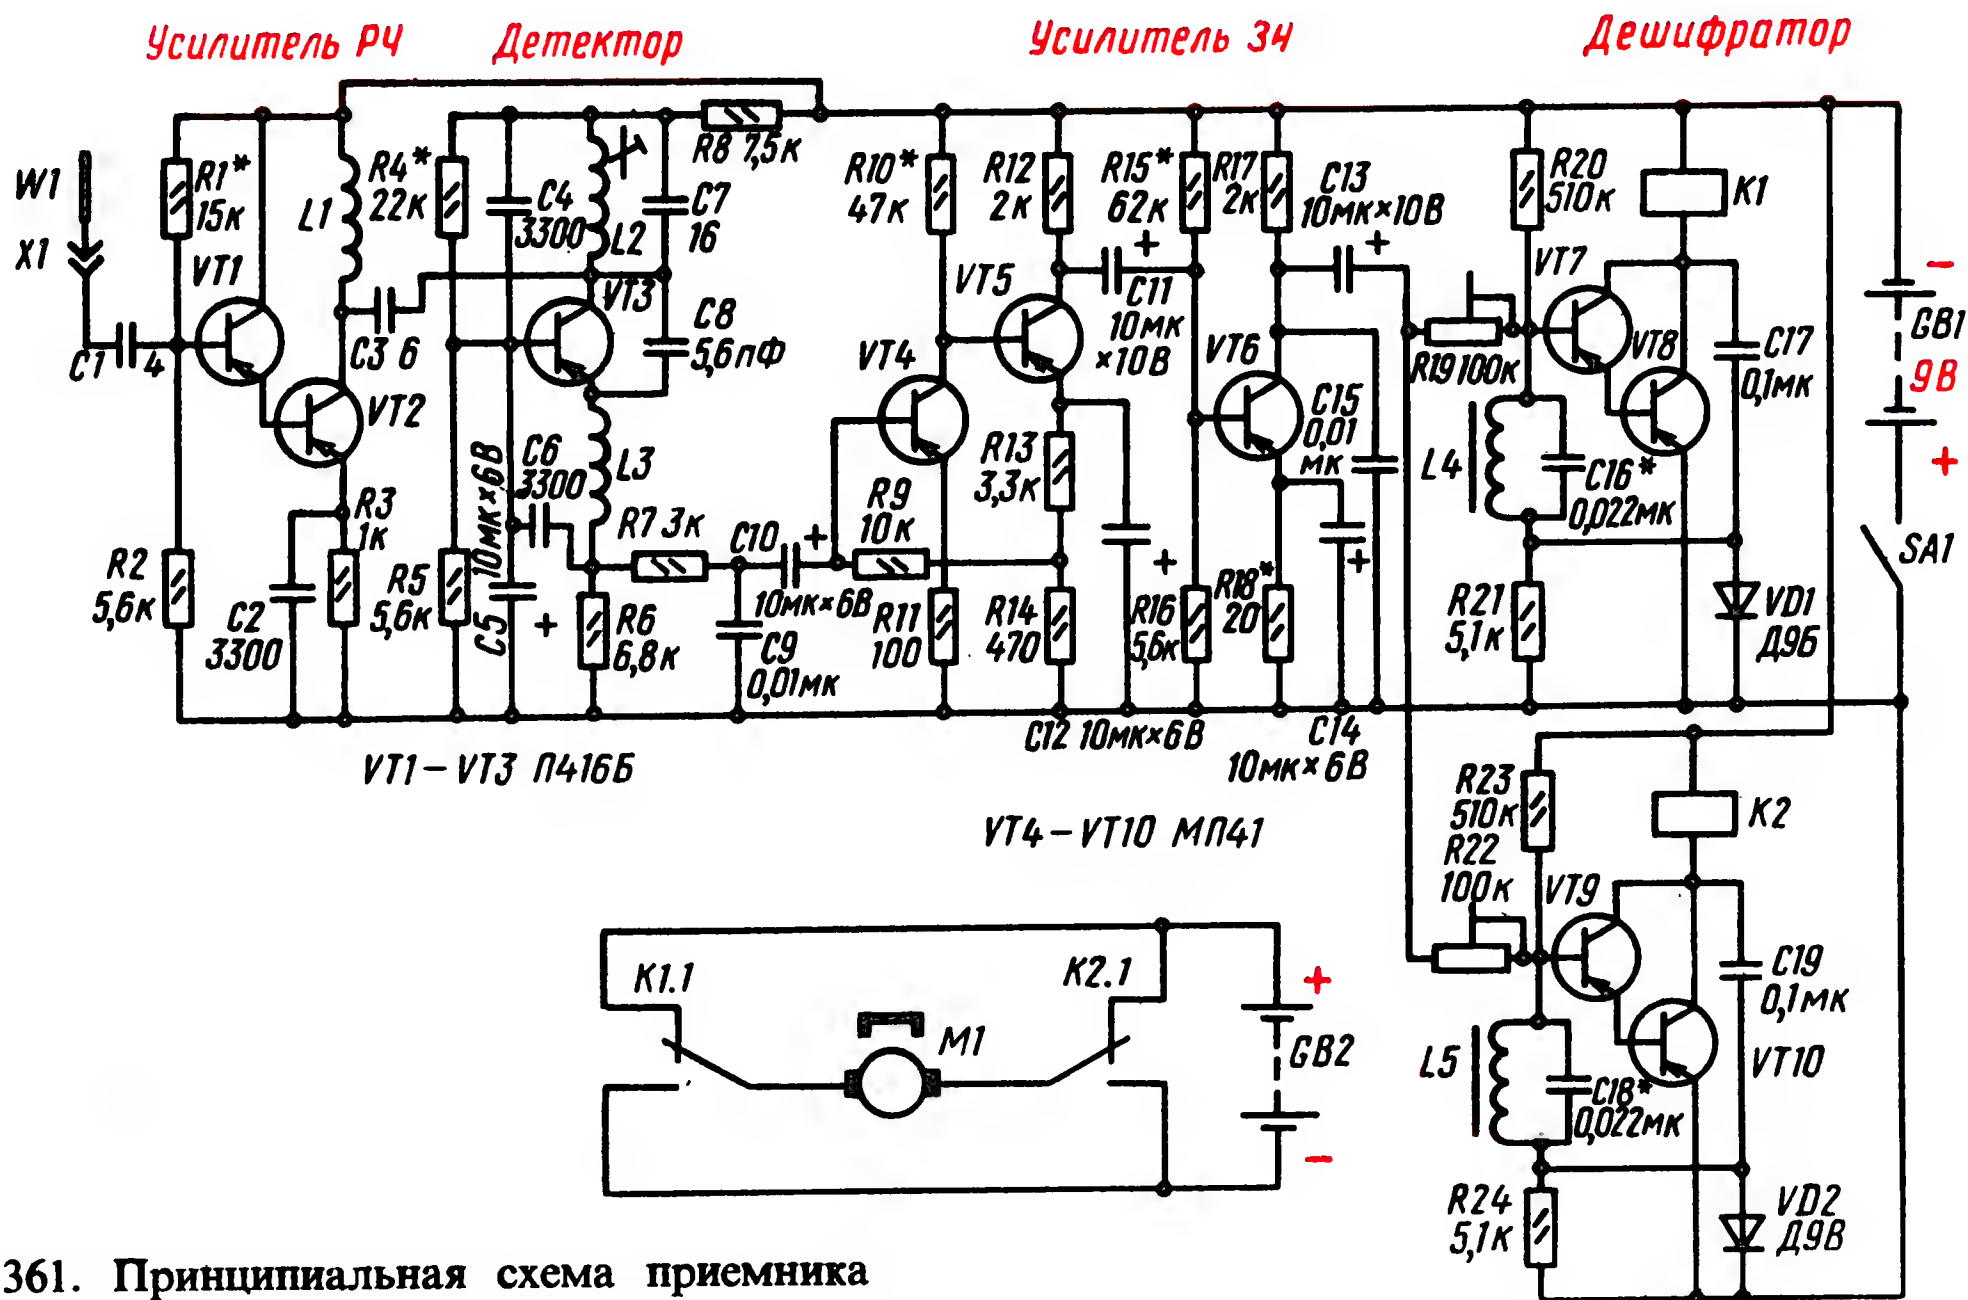 Усилитель РЧ
Детектор
Усилитель ЗЧ
Дешифратор
W1
X1
C1
4
R1*
15к
VT1
L1
R2
5,6к
C2
3300
R3
1к
VT2
C3 6
R4*
22к
R5
5,6к
C4
3300
L2
C7
16
R8 7,5к
VT3
C8
5,6пФ
C5 10мк×6В
C6
3300
L3
R7 3к
R6
6,8к
C10
10мк×6В
C9
0,01мк
R9
10к
R10*
47к
VT4
R11
100
VT5
R12
2к
R13
3,3к
R14
470
C11
10мк
×10В
C12 10мк×6В
R15*
62к
R16
5,6к
R17
2к
VT6
R18*
20
C13
10мк×10В
C15
0,01
мк
C14
10мк×6В
R19 100к
R20
510к
VT7
VT8
K1
C17
0,1мк
L4
C16*
0,022мк
R21
5,1к
VD1
Д9Б
GB1
9В
SA1
VT1–VT3 П416Б
VT4–VT10 МП41
R23
510к
R22
100к
VT9
K2
C19
0,1мк
VT10
L5
C18*
0,022мк
R24
5,1к
VD2
Д9В
K1.1
K2.1
M1
GB2
361. Принципиальная схема приемника